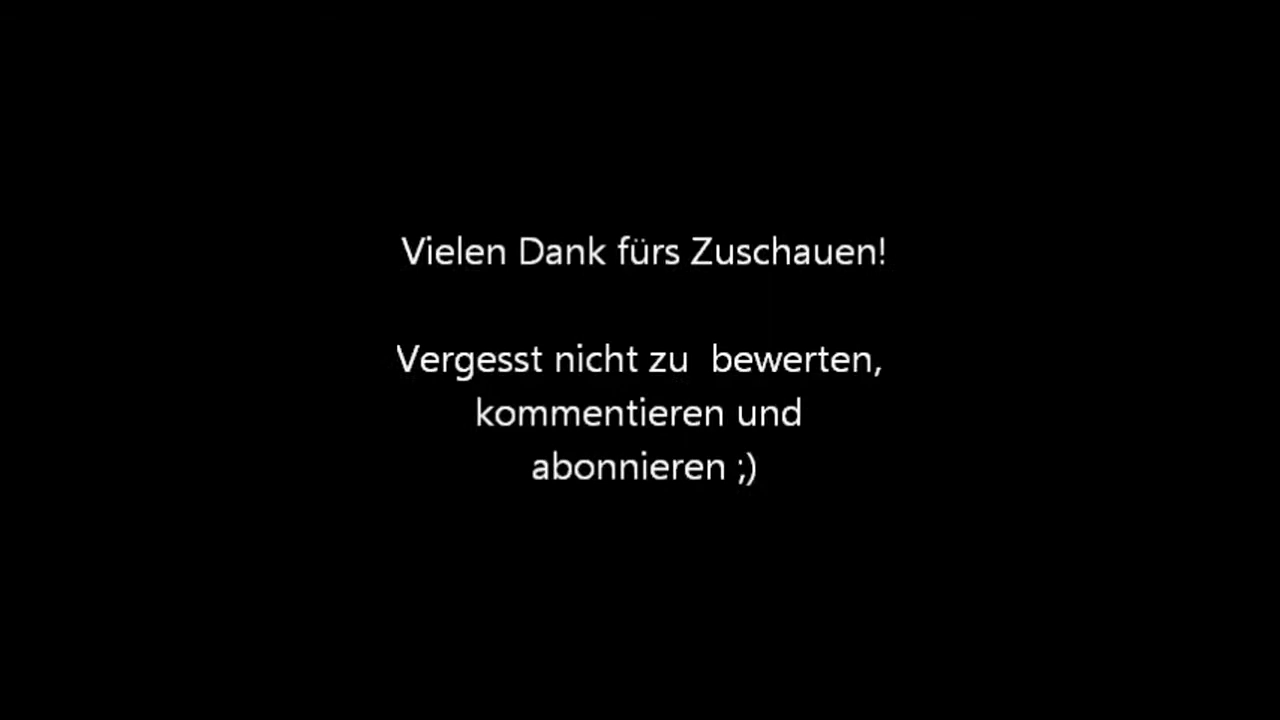 Vielen Dank fürs Zuschauen!
Vergesst nicht zu  bewerten,
kommentieren und
abonnieren ;)